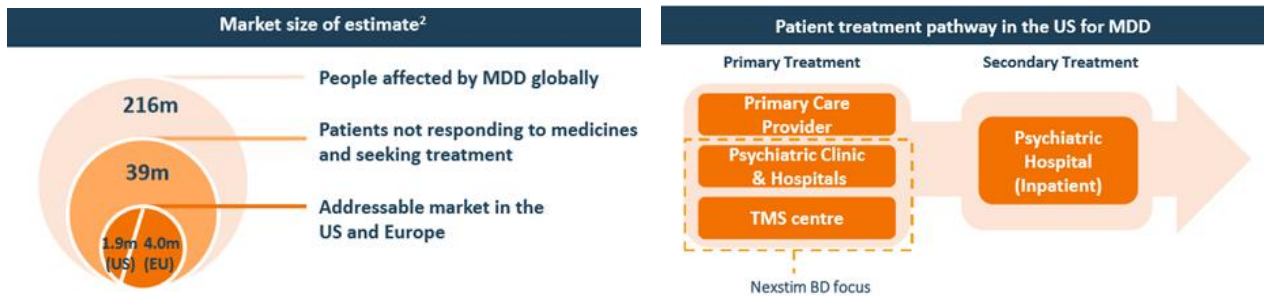 Market size of estimate2
216m
People affected by MDD globally
39m
Patients not responding to medicines
and seeking treatment
1.9m
(US)
4.0m
(EU)
Addressable market in the
US and Europe
Patient treatment pathway in the US for MDD
Primary Treatment
Primary Care
Provider
Psychiatric Clinic
& Hospitals
TMS centre
Nexstim BD focus
Secondary Treatment
Psychiatric
Hospital
(Inpatient)